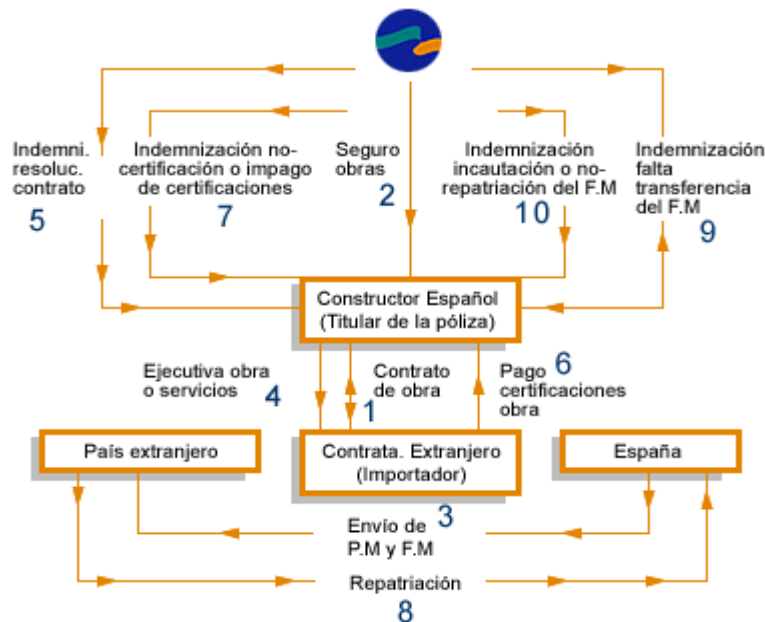 Indemni.
resoluc.
contrato
5
Indemnización no-
certificación o impago
de certificaciones
7
Seguro
obras
2
Indemnización
incautación o no-
repatriación del F.M
10
Indemnización
falta
transferencia
del F.M
9
Constructor Español
(Titular de la póliza)
Ejecutiva obra
o servicios
4
Contrato
de obra
1
Pago
certificaciones
obra
6
País extranjero
Contrata. Extranjero
(Importador)
España
3
Envío de
P.M y F.M
Repatriación
8